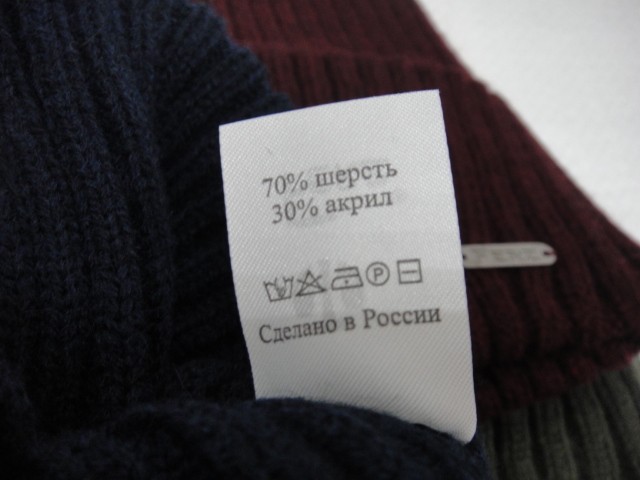 70% шерсть
30% акрил
P
Сделано в России